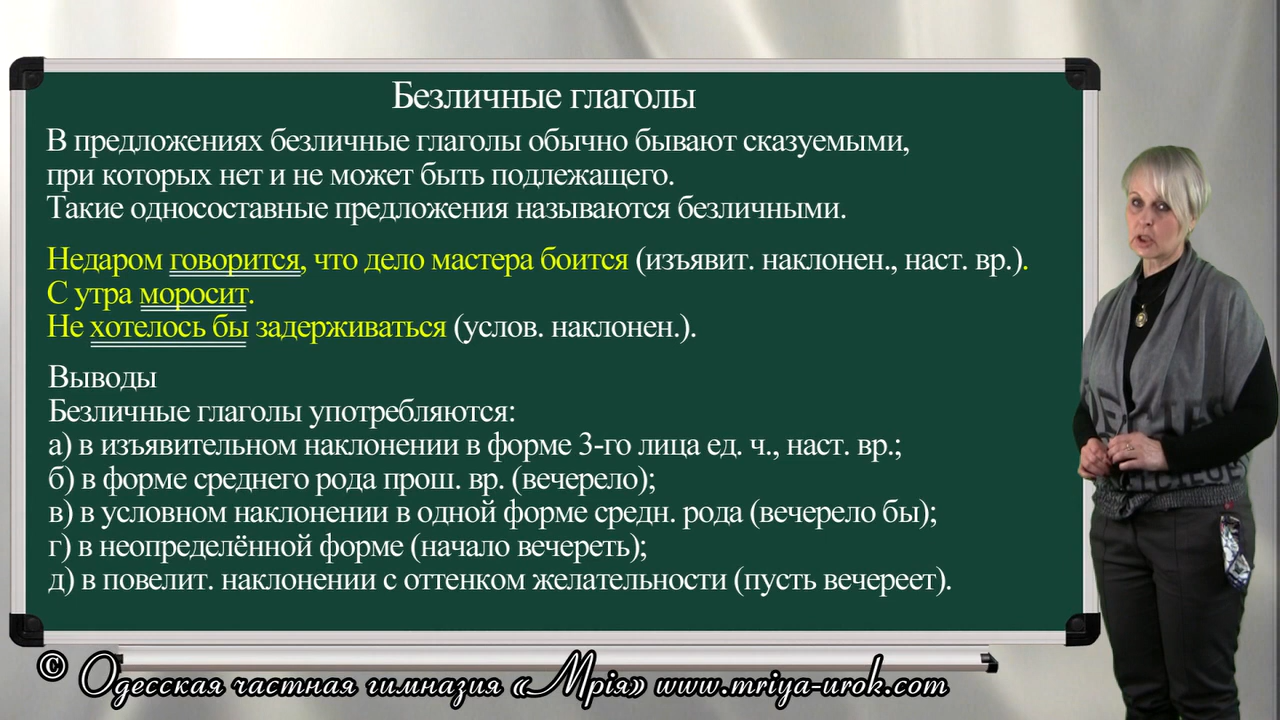 Безличные глаголы
В предложениях безличные глаголы обычно бывают сказуемыми,
при которых нет и не может быть подлежащего.
Такие односоставные предложения называются безличными.
Недаром говорится, что дело мастера боится (изъявит. наклонен., наст. вр.).
С утра моросит.
Не хотелось бы задерживаться (услов. наклонен.).
Выводы
Безличные глаголы употребляются:
а) в изъявительном наклонении в форме 3-го лица ед. ч., наст. вр.;
б) в форме среднего рода прош. вр. (вечерело);
в) в условном наклонении в одной форме средн. рода (вечерело бы);
г) в неопределённой форме (начало вечереть);
д) в повелит. наклонении с оттенком желательности (пусть вечереет).
© Одесская частная гимназия «Мрія» www.mriya-urok.com